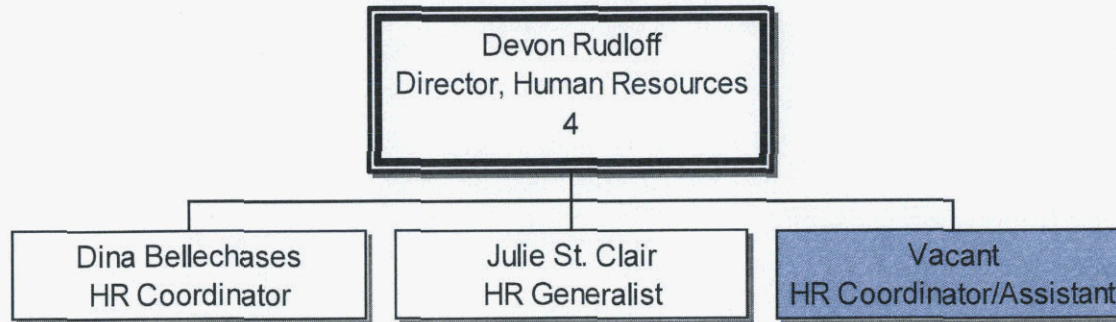 Devon Rudloff
Director, Human Resources
4
Dina Bellechases
HR Coordinator
Julie St. Clair
HR Generalist
Vacant
HR Coordinator/Assistant